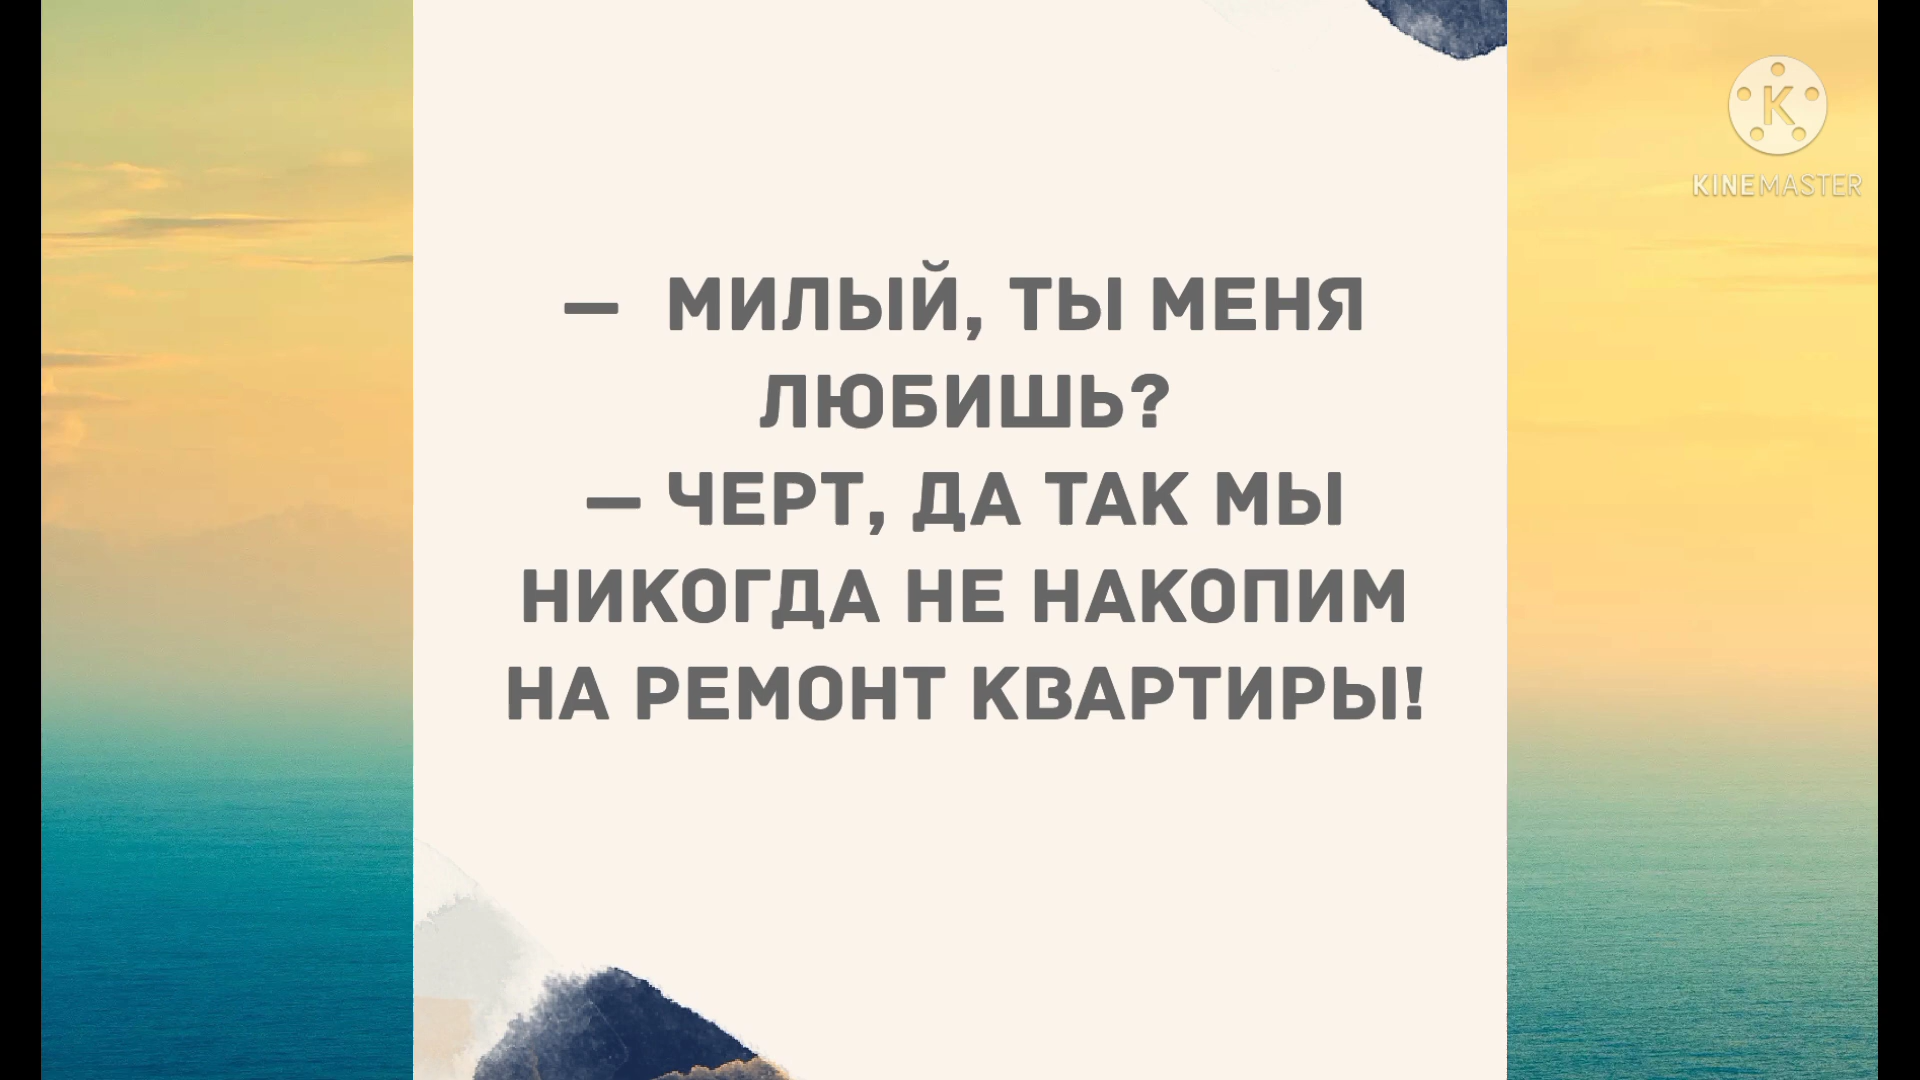 — МИЛЫЙ, ТЫ МЕНЯ
ЛЮБИШЬ?
— ЧЕРТ, ДА ТАК МЫ
НИКОГДА НЕ НАКОПИМ
НА РЕМОНТ КВАРТИРЫ!
K
KINEMASTER